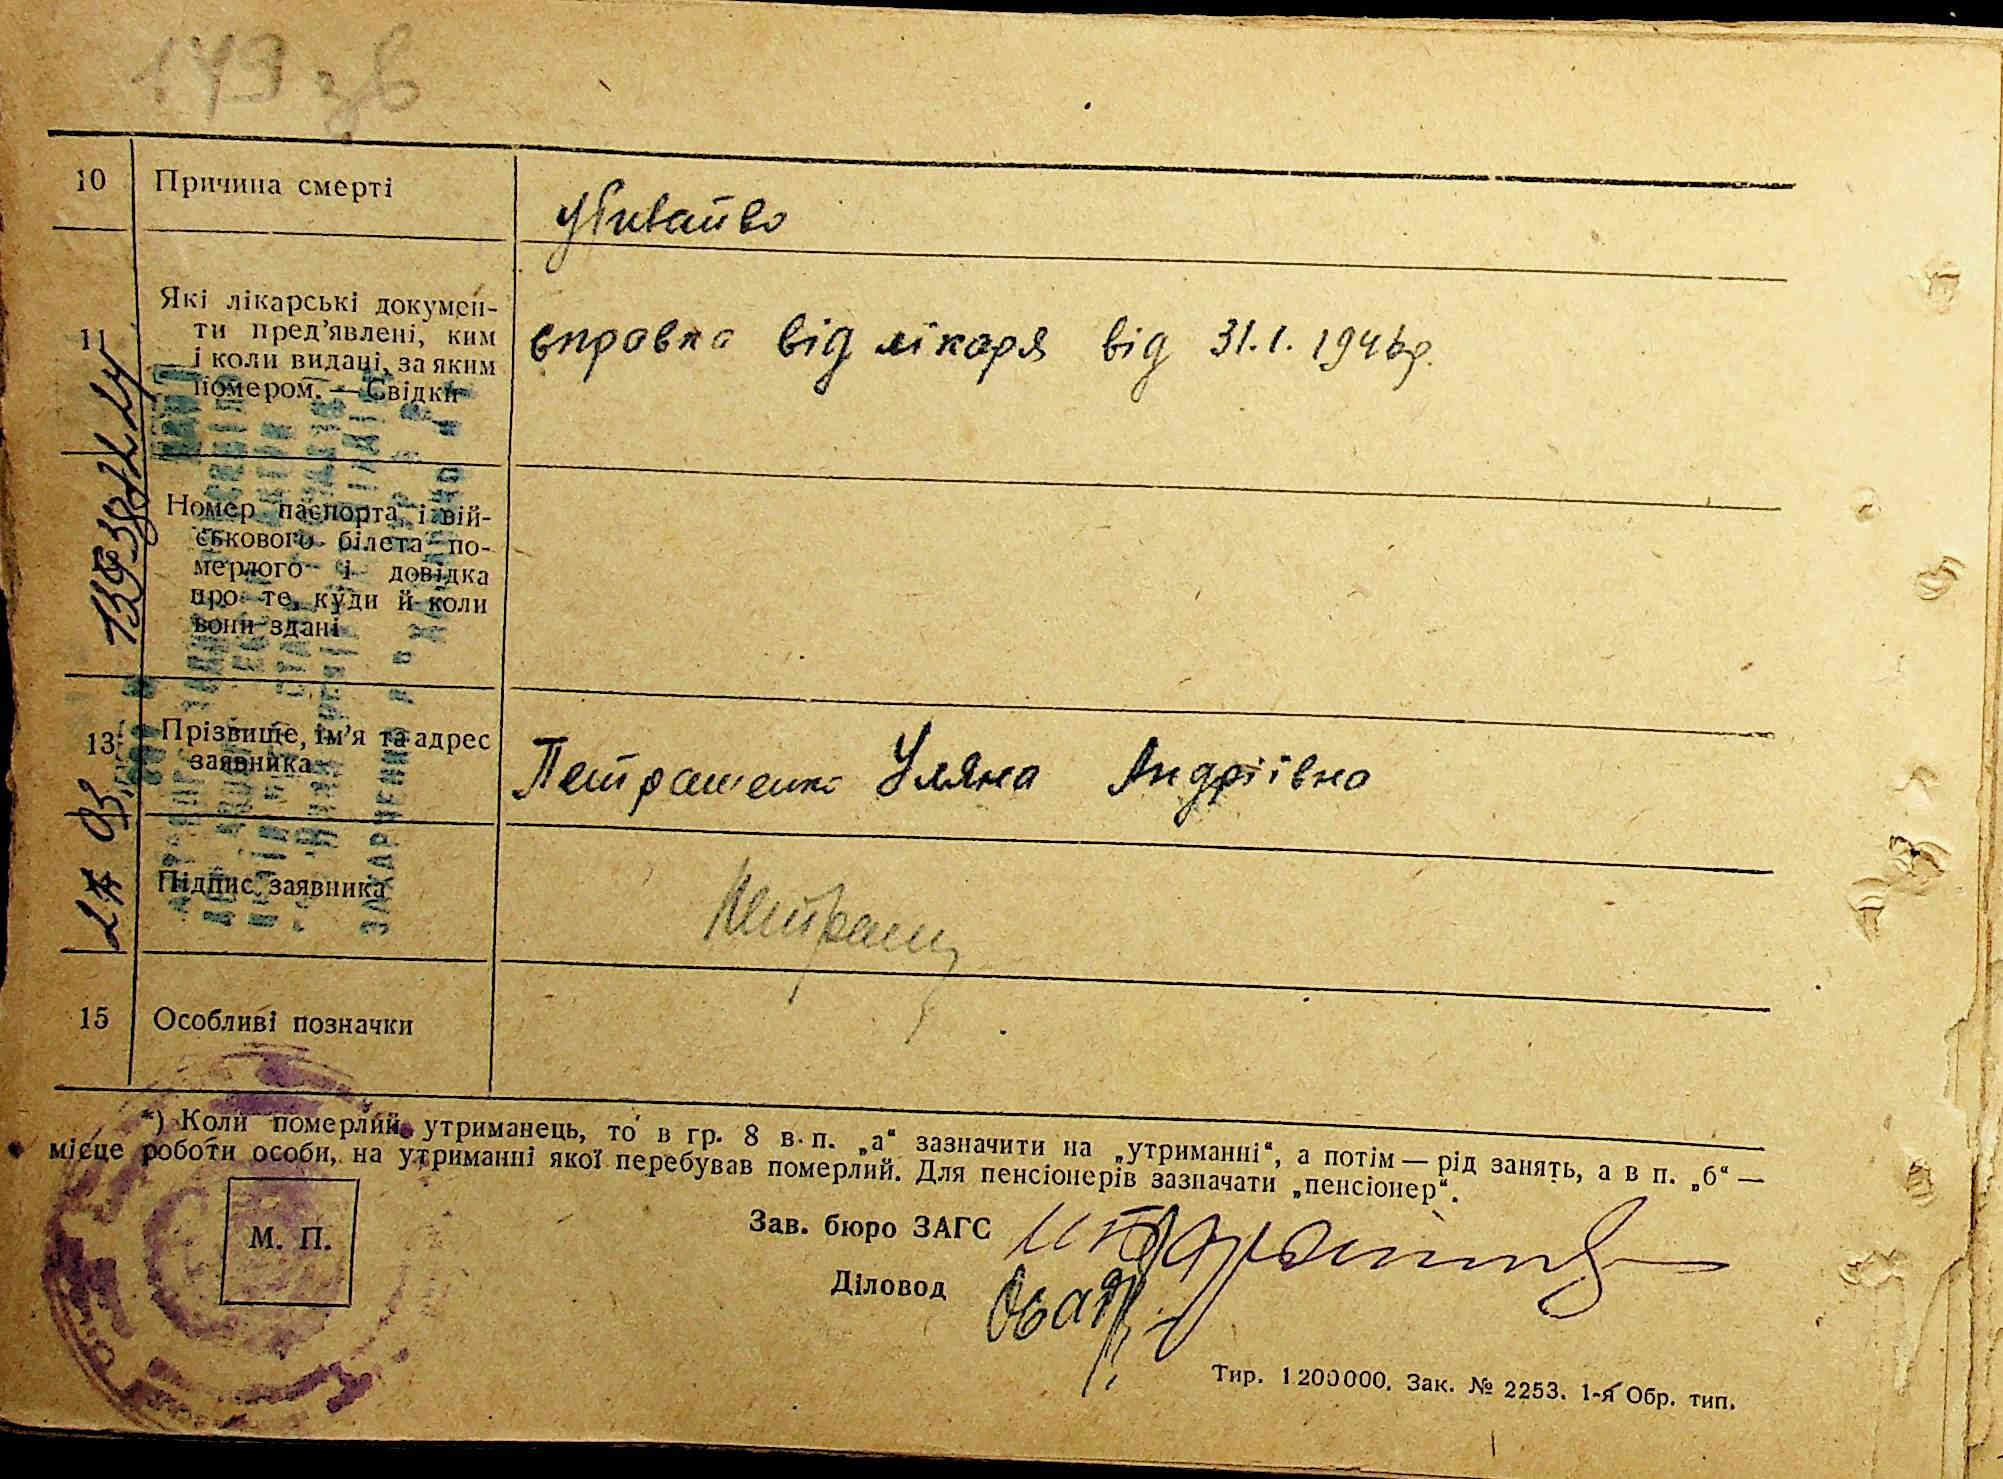 149 зв
10 Причина смерті
убивайво
Які лікарські докумен-
11 ти пред’явлені, ким
і коли видані, за яким
номером. — Свідки
справка від лікаря від 31.1.1946р.
Номер паспорта і вій-
ськового білета по-
мерлого і довідка
про те, куди й коли
вони здані
13 Прізвище, ім’я та адрес
заявника
Петрашенко Уляна Андріївна
Підпис заявника
Петраш
15 Особливі позначки
*) Коли померлий утриманець, то в гр. 8 в п. „а“ зазначити на „утриманні“, а потім — рід занять, а в п. „б“ —
місце роботи особи, на утриманні якої перебував померлий. Для пенсіонерів зазначати „пенсіонер“.
М. П.
Зав. бюро ЗАГС
Діловод
Тир. 1200000. Зак. № 2253. 1-я Обр. тип.